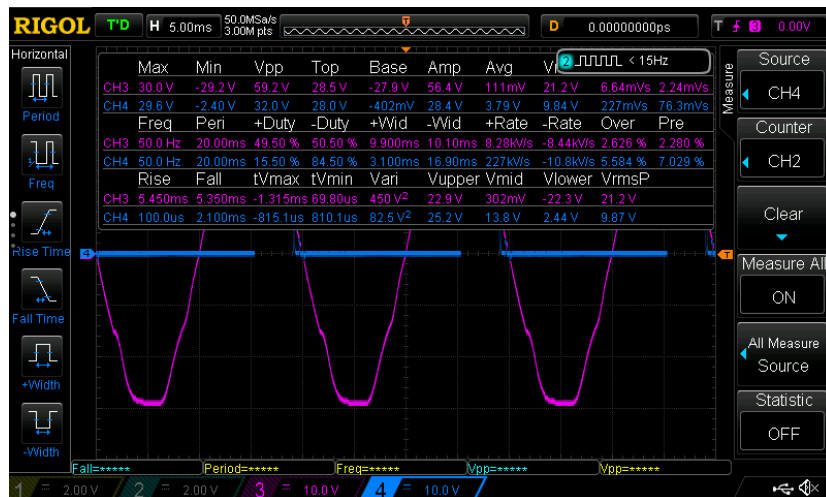 RIGOL T'D H 5.00ms 50.0MSa/s 3.00M pts D 0.00000000ps T 3 0.00V
Horizontal
Period
Freq
Rise Time
Fall Time
+Width
-Width
2 < 15Hz
Max Min Vpp Top Base Amp Avg
CH3 30.0 V -29.2 V 59.2 V 28.5 V -27.9 V 56.4 V 111mV 21.2 V 6.64mVs 2.24mVs
CH4 29.6 V -2.40 V 32.0 V 28.0 V -402mV 28.4 V 3.79 V 9.84 V 227mVs 76.3mVs
Freq Peri +Duty -Duty +Wid -Wid +Rate -Rate Over Pre
CH3 50.0 Hz 20.00ms 49.50 % 50.50 % 9.900ms 10.10ms 8.28kV/s -8.44kV/s 2.626 % 2.280 %
CH4 50.0 Hz 20.00ms 15.50 % 84.50 % 3.100ms 16.90ms 227kV/s -10.8kV/s 5.584 % 7.029 %
Rise Fall tVmax tVmin Vari Vupper Vmid Vlower VrmsP
CH3 5.450ms 5.350ms -1.315ms 69.80us 450 V² 22.9 V 302mV -22.3 V 21.2 V
CH4 100.0us 2.100ms -815.1us 810.1us 82.5 V² 25.2 V 13.8 V 2.44 V 9.87 V
4
T
Measure
Source
CH4
Counter
CH2
Clear
Measure All
ON
All Measure
Source
Statistic
OFF
Fall=***** Period=***** Freq=***** Vpp=***** Vpp=*****
1 = 2.00 V 2 = 2.00 V 3 = 10.0 V 4 = 10.0 V